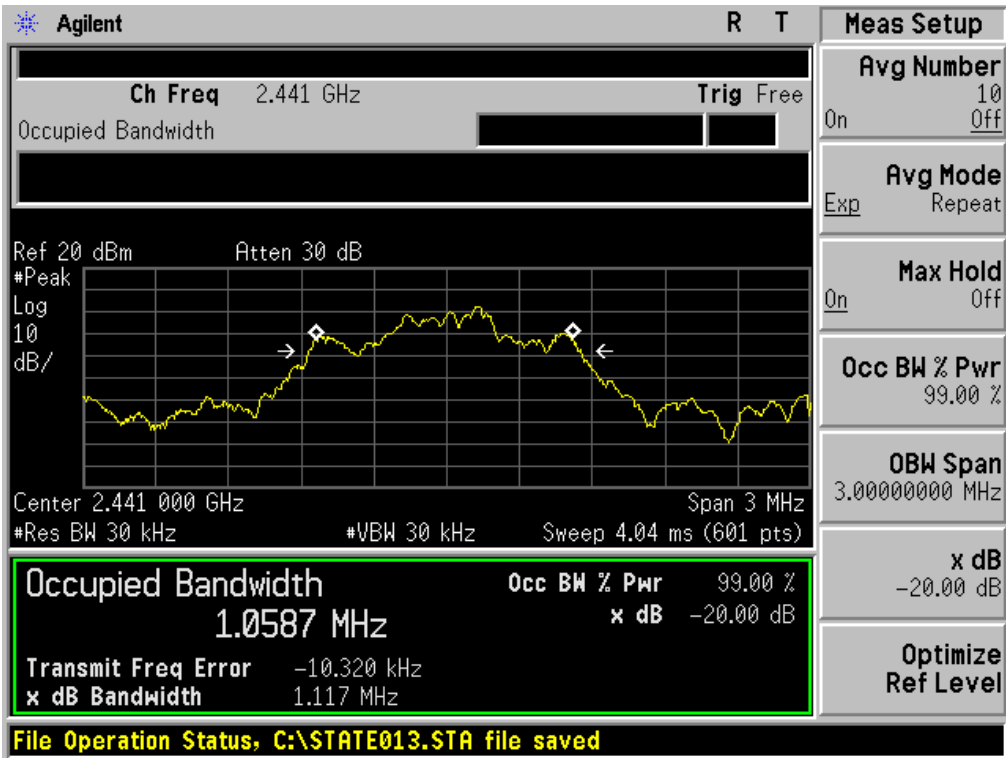 Agilent R T
Ch Freq 2.441 GHz Trig Free
Occupied Bandwidth
Ref 20 dBm Atten 30 dB
#Peak
Log
10
dB/
Center 2.441 000 GHz Span 3 MHz
#Res BW 30 kHz #VBW 30 kHz Sweep 4.04 ms (601 pts)
Occupied Bandwidth Occ BW % Pwr 99.00 %
1.0587 MHz x dB -20.00 dB
Transmit Freq Error -10.320 kHz
x dB Bandwidth 1.117 MHz
File Operation Status, C:\STATE013.STA file saved
Meas Setup
Avg Number
10
On Off
Avg Mode
Exp Repeat
Max Hold
On Off
Occ BW % Pwr
99.00 %
OBW Span
3.00000000 MHz
x dB
-20.00 dB
Optimize
Ref Level